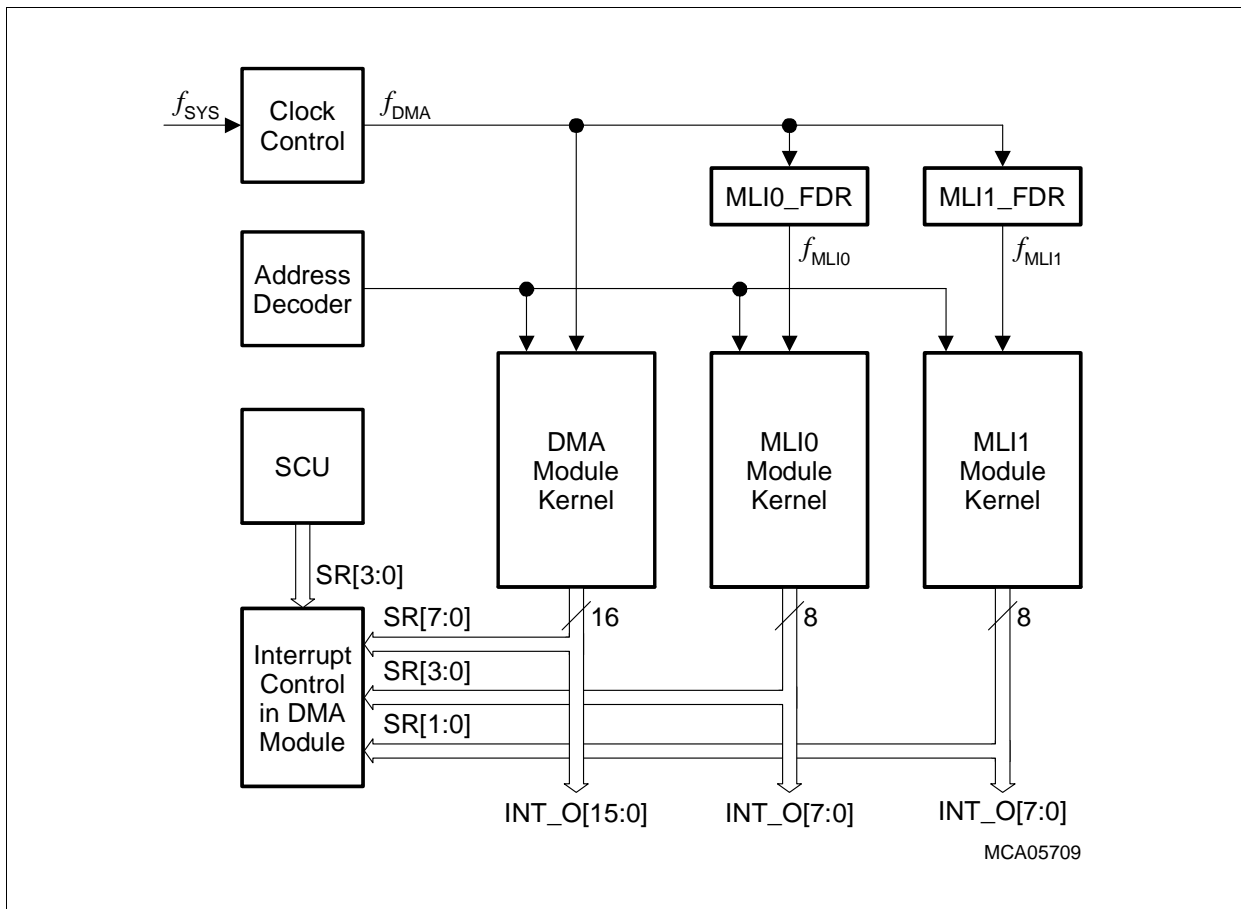 fSYS
Clock
Control
fDMA
MLI0_FDR
MLI1_FDR
fMLI0
fMLI1
Address
Decoder
SCU
DMA
Module
Kernel
MLI0
Module
Kernel
MLI1
Module
Kernel
SR[3:0]
16
8
8
SR[7:0]
SR[3:0]
SR[1:0]
Interrupt
Control
in DMA
Module
INT_O[15:0]
INT_O[7:0]
INT_O[7:0]
MCA05709